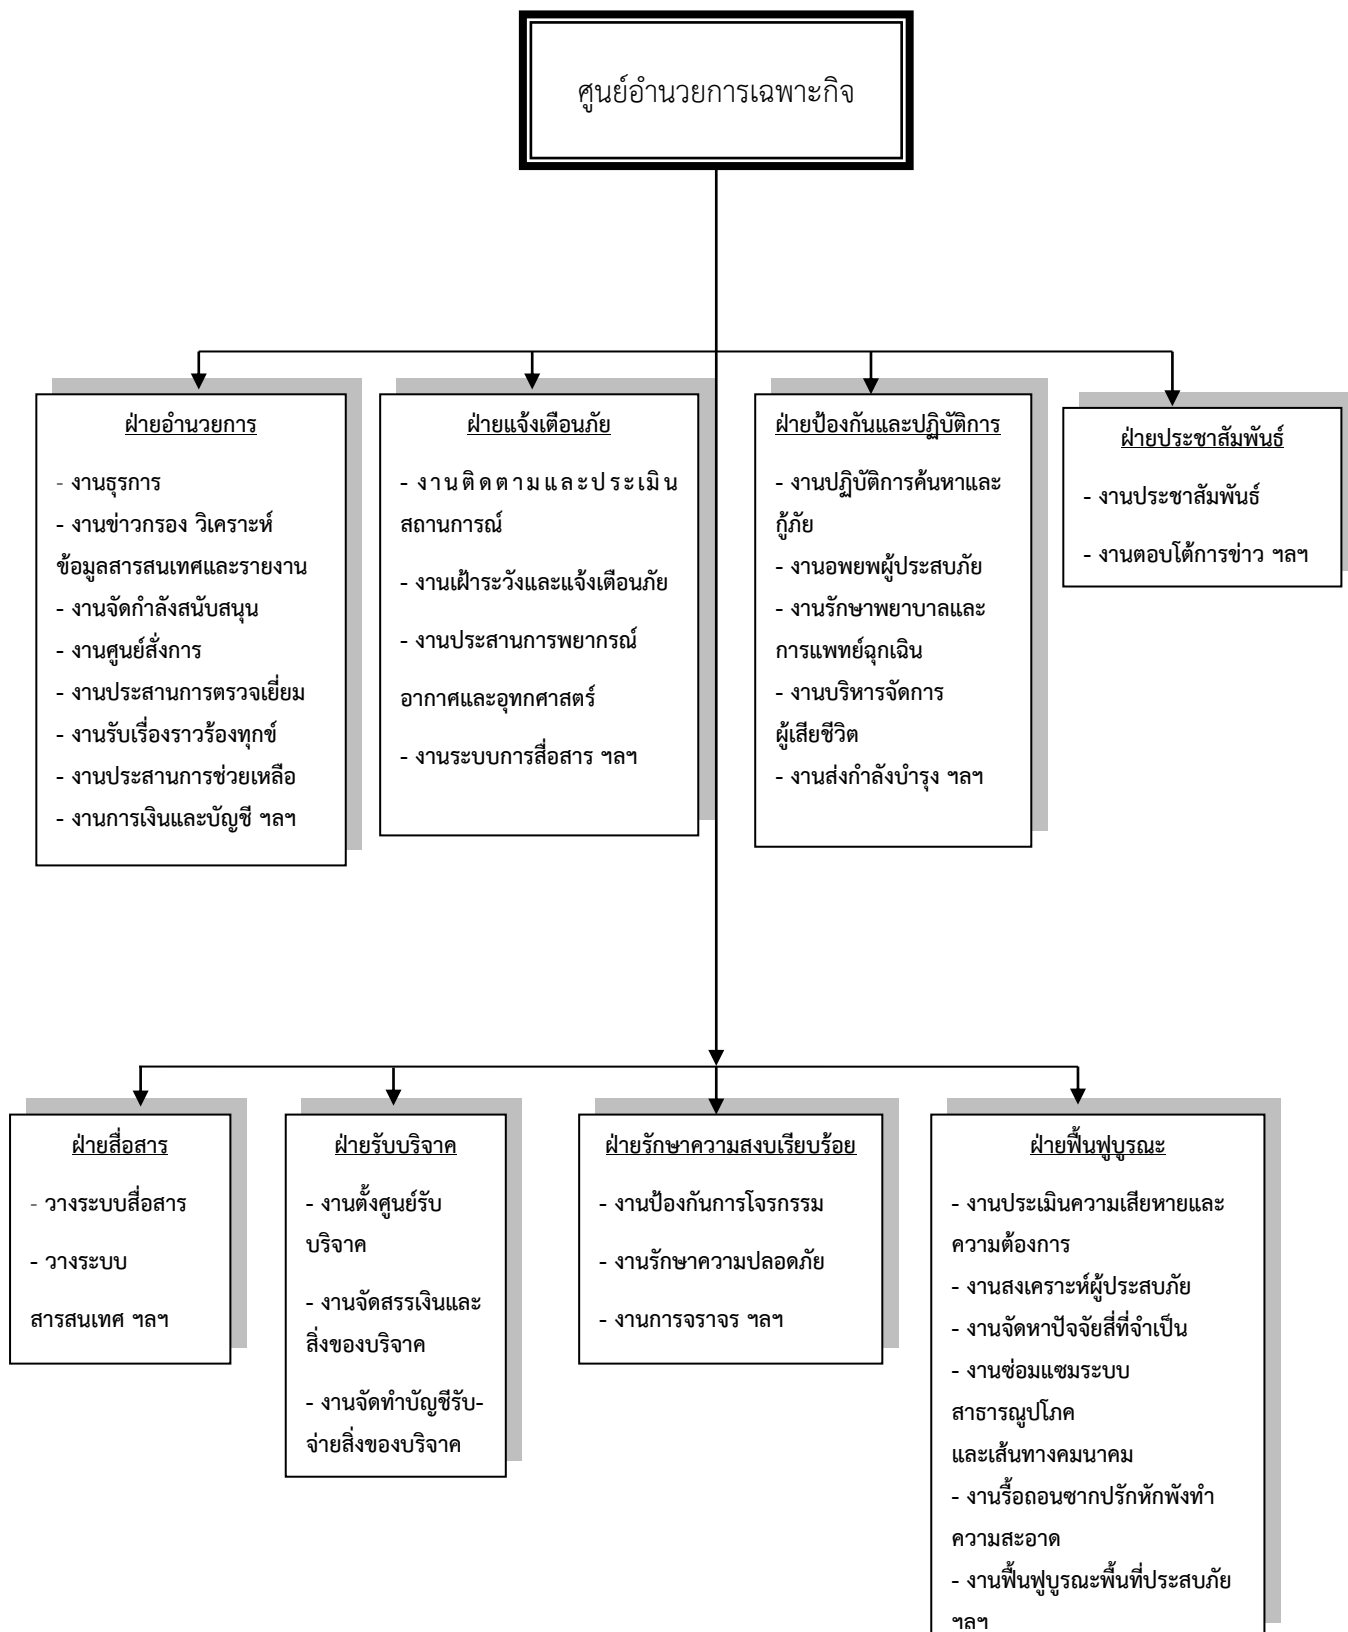 ศูนย์อำนวยการเฉพาะกิจ
ฝ่ายอำนวยการ
- งานธุรการ
- งานข่าวกรอง วิเคราะห์
ข้อมูลสารสนเทศและรายงาน
- งานจัดกำลังสนับสนุน
- งานศูนย์สั่งการ
- งานประสานการตรวจเยี่ยม
- งานรับเรื่องราวร้องทุกข์
- งานประสานการช่วยเหลือ
- งานการเงินและบัญชี ฯลฯ
ฝ่ายแจ้งเตือนภัย
- งานติดตามและประเมิน
สถานการณ์
- งานเฝ้าระวังและแจ้งเตือนภัย
- งานประสานการพยากรณ์
อากาศและอุทกศาสตร์
- งานระบบการสื่อสาร ฯลฯ
ฝ่ายป้องกันและปฏิบัติการ
- งานปฏิบัติการค้นหาและ
กู้ภัย
- งานอพยพผู้ประสบภัย
- งานรักษาพยาบาลและ
การแพทย์ฉุกเฉิน
- งานบริหารจัดการ
ผู้เสียชีวิต
- งานส่งกำลังบำรุง ฯลฯ
ฝ่ายประชาสัมพันธ์
- งานประชาสัมพันธ์
- งานตอบโต้การข่าว ฯลฯ
ฝ่ายสื่อสาร
- วางระบบสื่อสาร
- วางระบบ
สารสนเทศ ฯลฯ
ฝ่ายรับบริจาค
- งานตั้งศูนย์รับ
บริจาค
- งานจัดสรรเงินและ
สิ่งของบริจาค
- งานจัดทำบัญชีรับ-
จ่ายสิ่งของบริจาค
ฝ่ายรักษาความสงบเรียบร้อย
- งานป้องกันการโจรกรรม
- งานรักษาความปลอดภัย
- งานการจราจร ฯลฯ
ฝ่ายฟื้นฟูบูรณะ
- งานประเมินความเสียหายและ
ความต้องการ
- งานสงเคราะห์ผู้ประสบภัย
- งานจัดหาปัจจัยสี่ที่จำเป็น
- งานซ่อมแซมระบบ
สาธารณูปโภค
และเส้นทางคมนาคม
- งานรื้อถอนซากปรักหักพังทำ
ความสะอาด
- งานฟื้นฟูบูรณะพื้นที่ประสบภัย
ฯลฯ